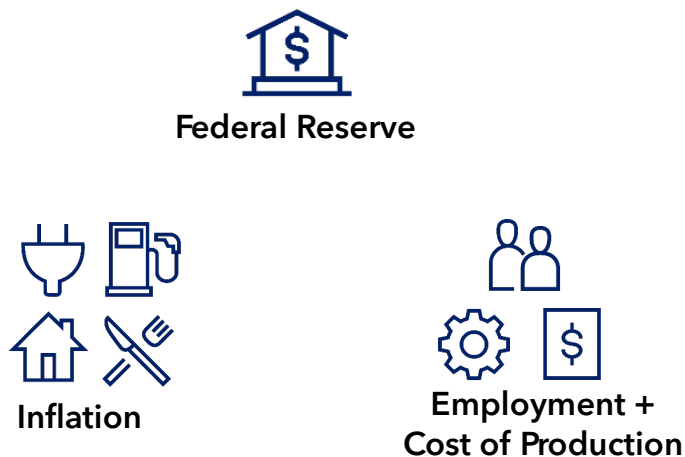 $
Federal Reserve
$
Inflation
Employment +
Cost of Production